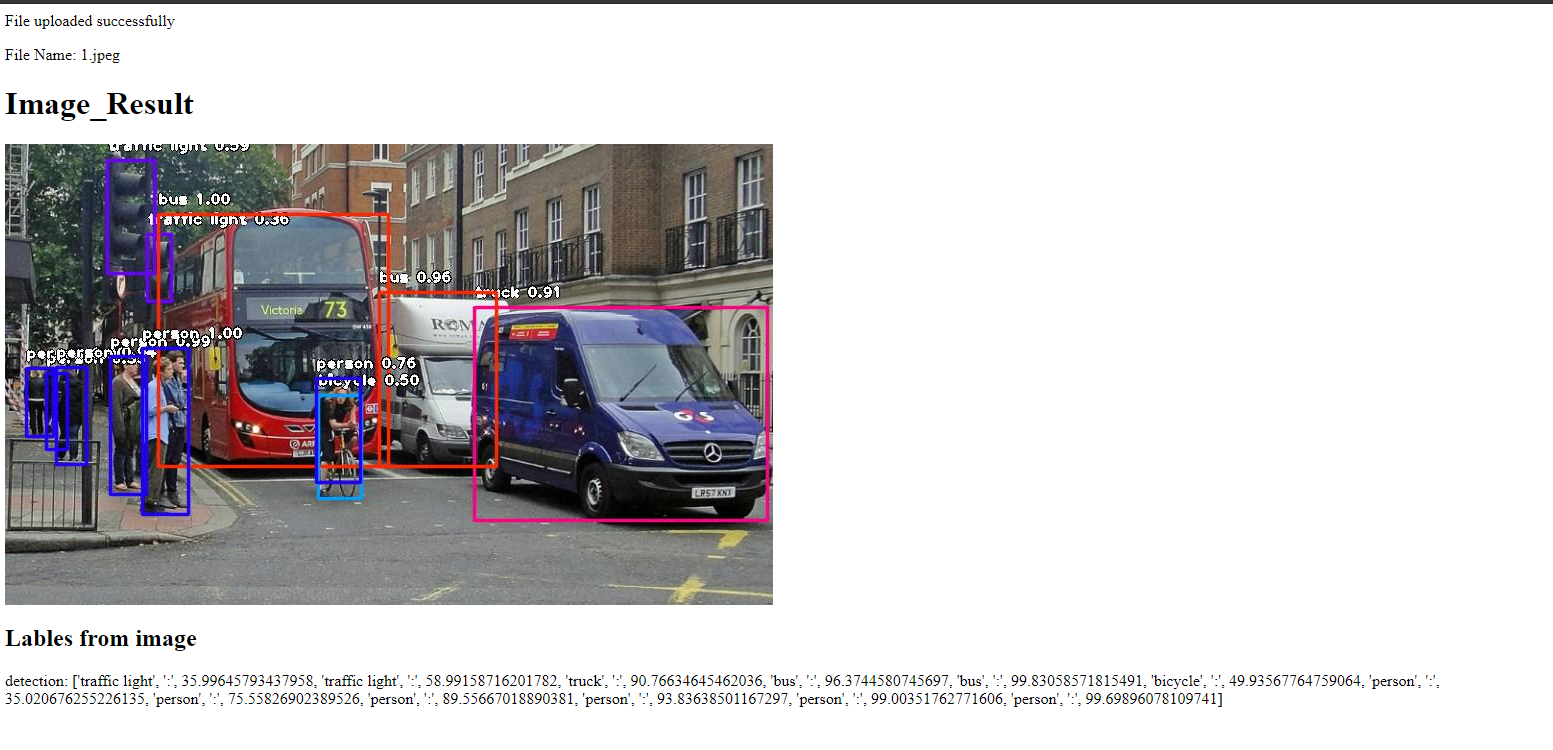 File uploaded successfully
File Name: 1.jpeg
Image_Result
traffic light 0.59
bus 1.00
traffic light 0.36
bus 0.96
truck 0.91
Victoria 73
ROMA
person 1.00
person 0.99
person 0.76
bicycle 0.50
G4S
LR57 KNX
Lables from image
detection: ['traffic light', ':', 35.99645793437958, 'traffic light', ':', 58.99158716201782, 'truck', ':', 90.76634645462036, 'bus', ':', 96.3744580745697, 'bus', ':', 99.83058571815491, 'bicycle', ':', 49.93567764759064, 'person', ':',
35.020676255226135, 'person', ':', 75.55826902389526, 'person', ':', 89.55667018890381, 'person', ':', 93.83638501167297, 'person', ':', 99.00351762771606, 'person', ':', 99.69896078109741]